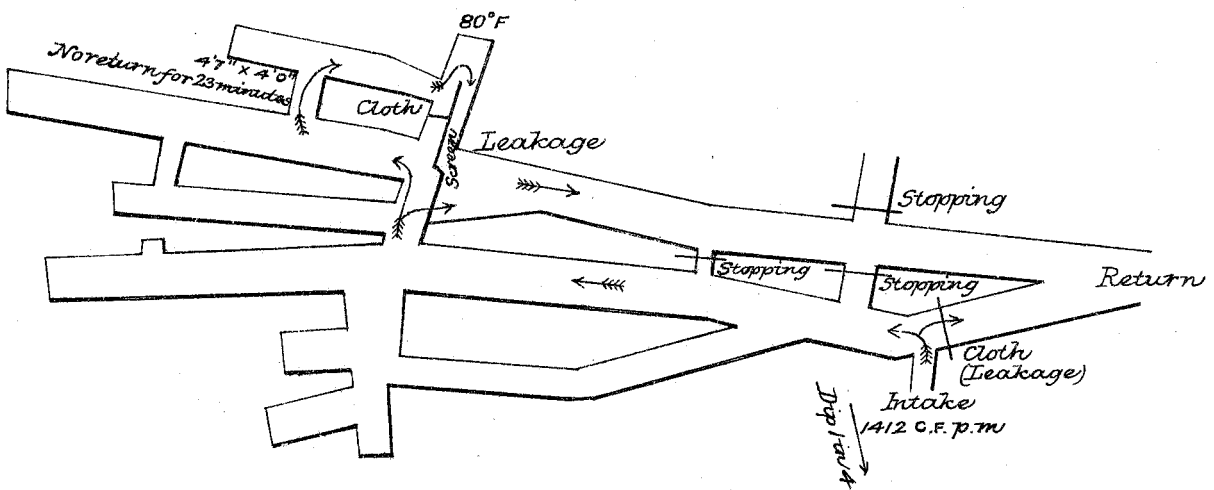 80°F
4'7" x 4'0"
No return for 23 minutes
Cloth
Screen
Leakage
Stopping
Stopping
Stopping
Return
Cloth
(Leakage)
Intake
1412 C.F. p.m
Dip 1 in 4